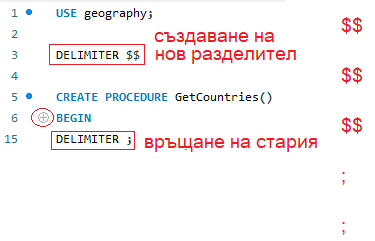 1 USE geography;
2
3 DELIMITER $$
4
5 CREATE PROCEDURE GetCountries()
6 BEGIN
15 DELIMITER ;
създаване на
нов разделител
връщане на стария
$$
$$
$$
;
;